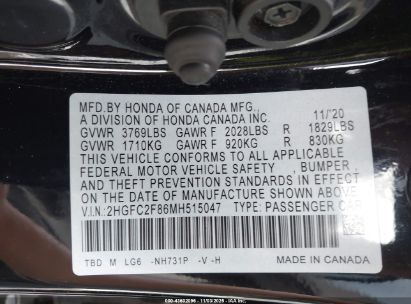 MFD. BY HONDA OF CANADA MFG.,
A DIVISION OF HONDA CANADA INC. 11/'20
GVWR 3769LBS GAWR F 2028LBS R 1829LBS
GVWR 1710KG GAWR F 920KG R 830KG
THIS VEHICLE CONFORMS TO ALL APPLICABLE
FEDERAL MOTOR VEHICLE SAFETY , BUMPER
AND THEFT PREVENTION STANDARDS IN EFFECT
ON THE DATE OF MANUFACTURE SHOWN ABOVE.
V.I.N:2HGFC2F86MH515047 TYPE: PASSENGER CAR
TBD M LG6 -NH731P -V -H MADE IN CANADA